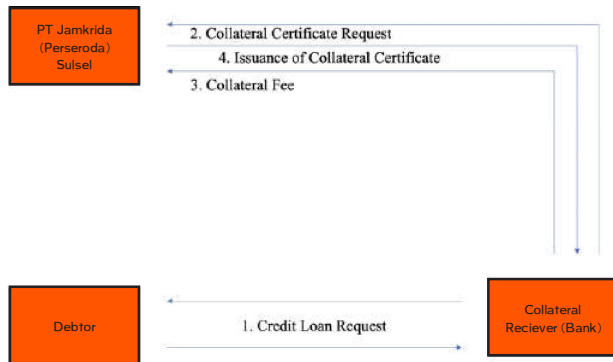 PT Jamkrida
(Perseroda)
Sulsel
2. Collateral Certificate Request
4. Issuance of Collateral Certificate
3. Collateral Fee
Debtor
1. Credit Loan Request
Collateral
Reciever (Bank)